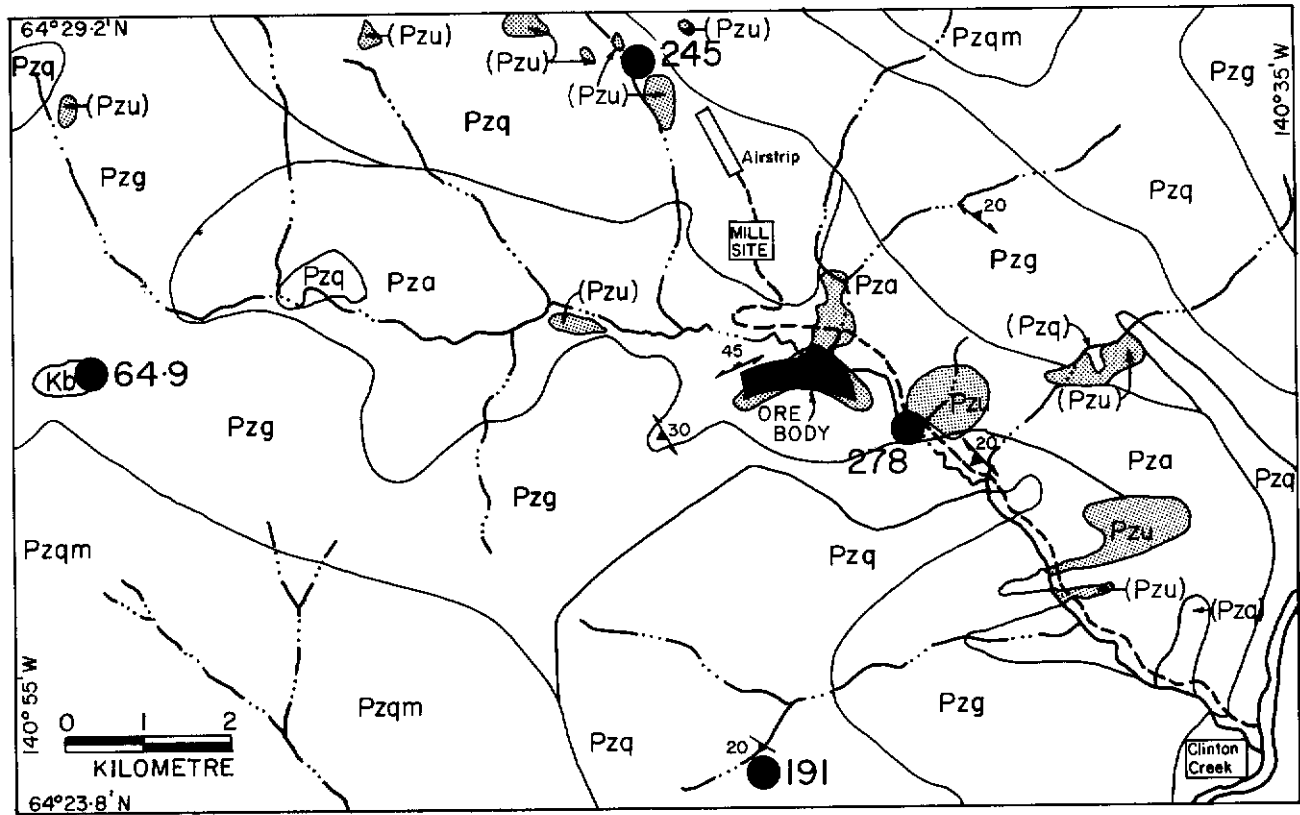 64°29·2'N
(Pzu)
(Pzu)
245
(Pzu)
Pzqm
Pzq
(Pzu)
(Pzu)
Pzg
140°35' W
Pzq
Pzg
Airstrip
Pzq
20
MILL
SITE
Pzg
Pzq
Pza
(Pzu)
Pza
(Pzq)
45
Kb
64·9
(Pzu)
Pzu
ORE
BODY
Pzg
30
278
20
Pza
Pzq
Pzg
Pzu
Pzqm
Pzq
(Pzu)
(Pzq)
140°55' W
Pzqm
Pzg
0 1 2
KILOMETRE
Pzq
20
191
Clinton
Creek
64°23·8'N